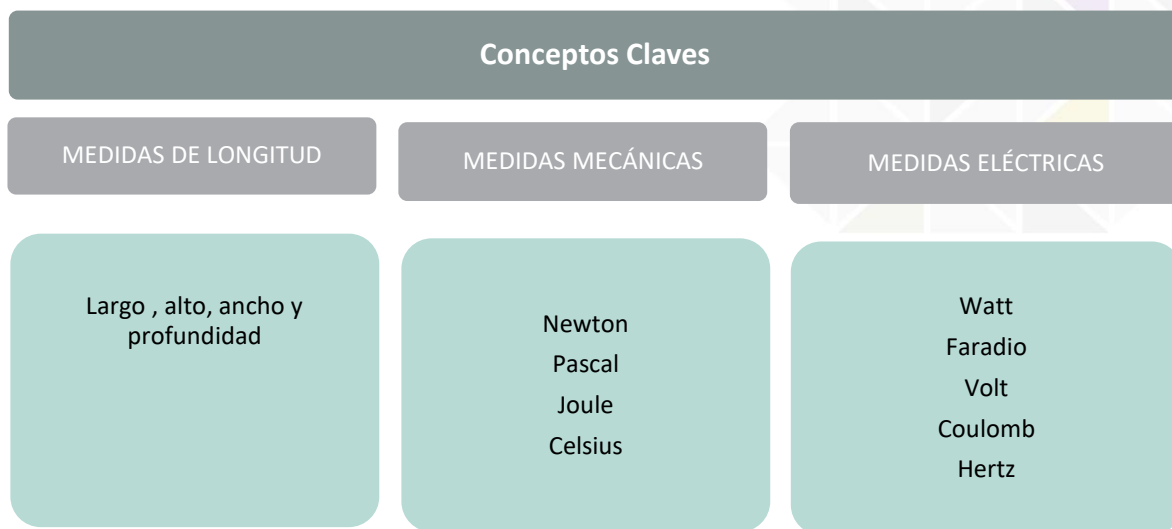 Conceptos Claves
MEDIDAS DE LONGITUD
MEDIDAS MECÁNICAS
MEDIDAS ELÉCTRICAS
Largo , alto, ancho y
profundidad
Newton
Pascal
Joule
Celsius
Watt
Faradio
Volt
Coulomb
Hertz